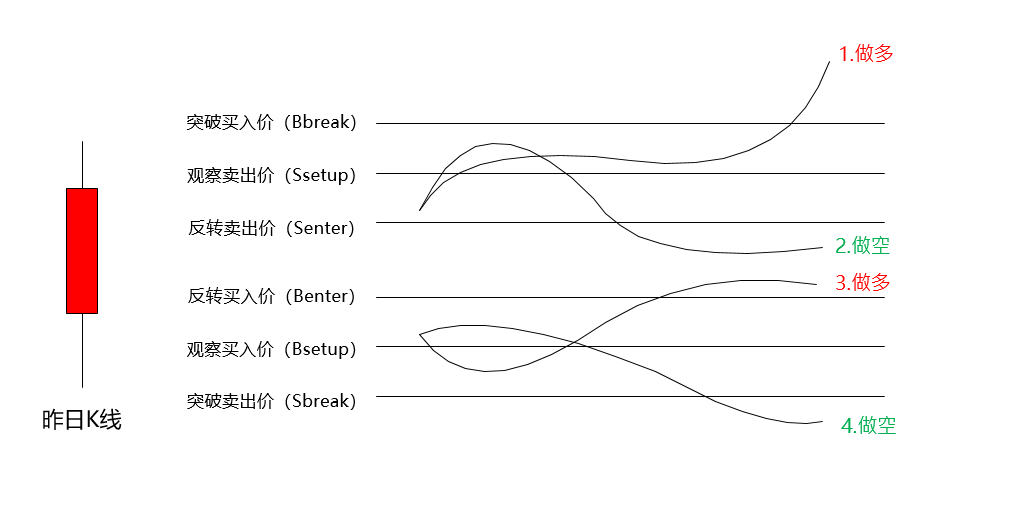 1.做多
突破买入价（Bbreak）
观察卖出价（Ssetup）
反转卖出价（Senter）
2.做空
3.做多
反转买入价（Benter）
观察买入价（Bsetup）
突破卖出价（Sbreak）
4.做空
昨日K线